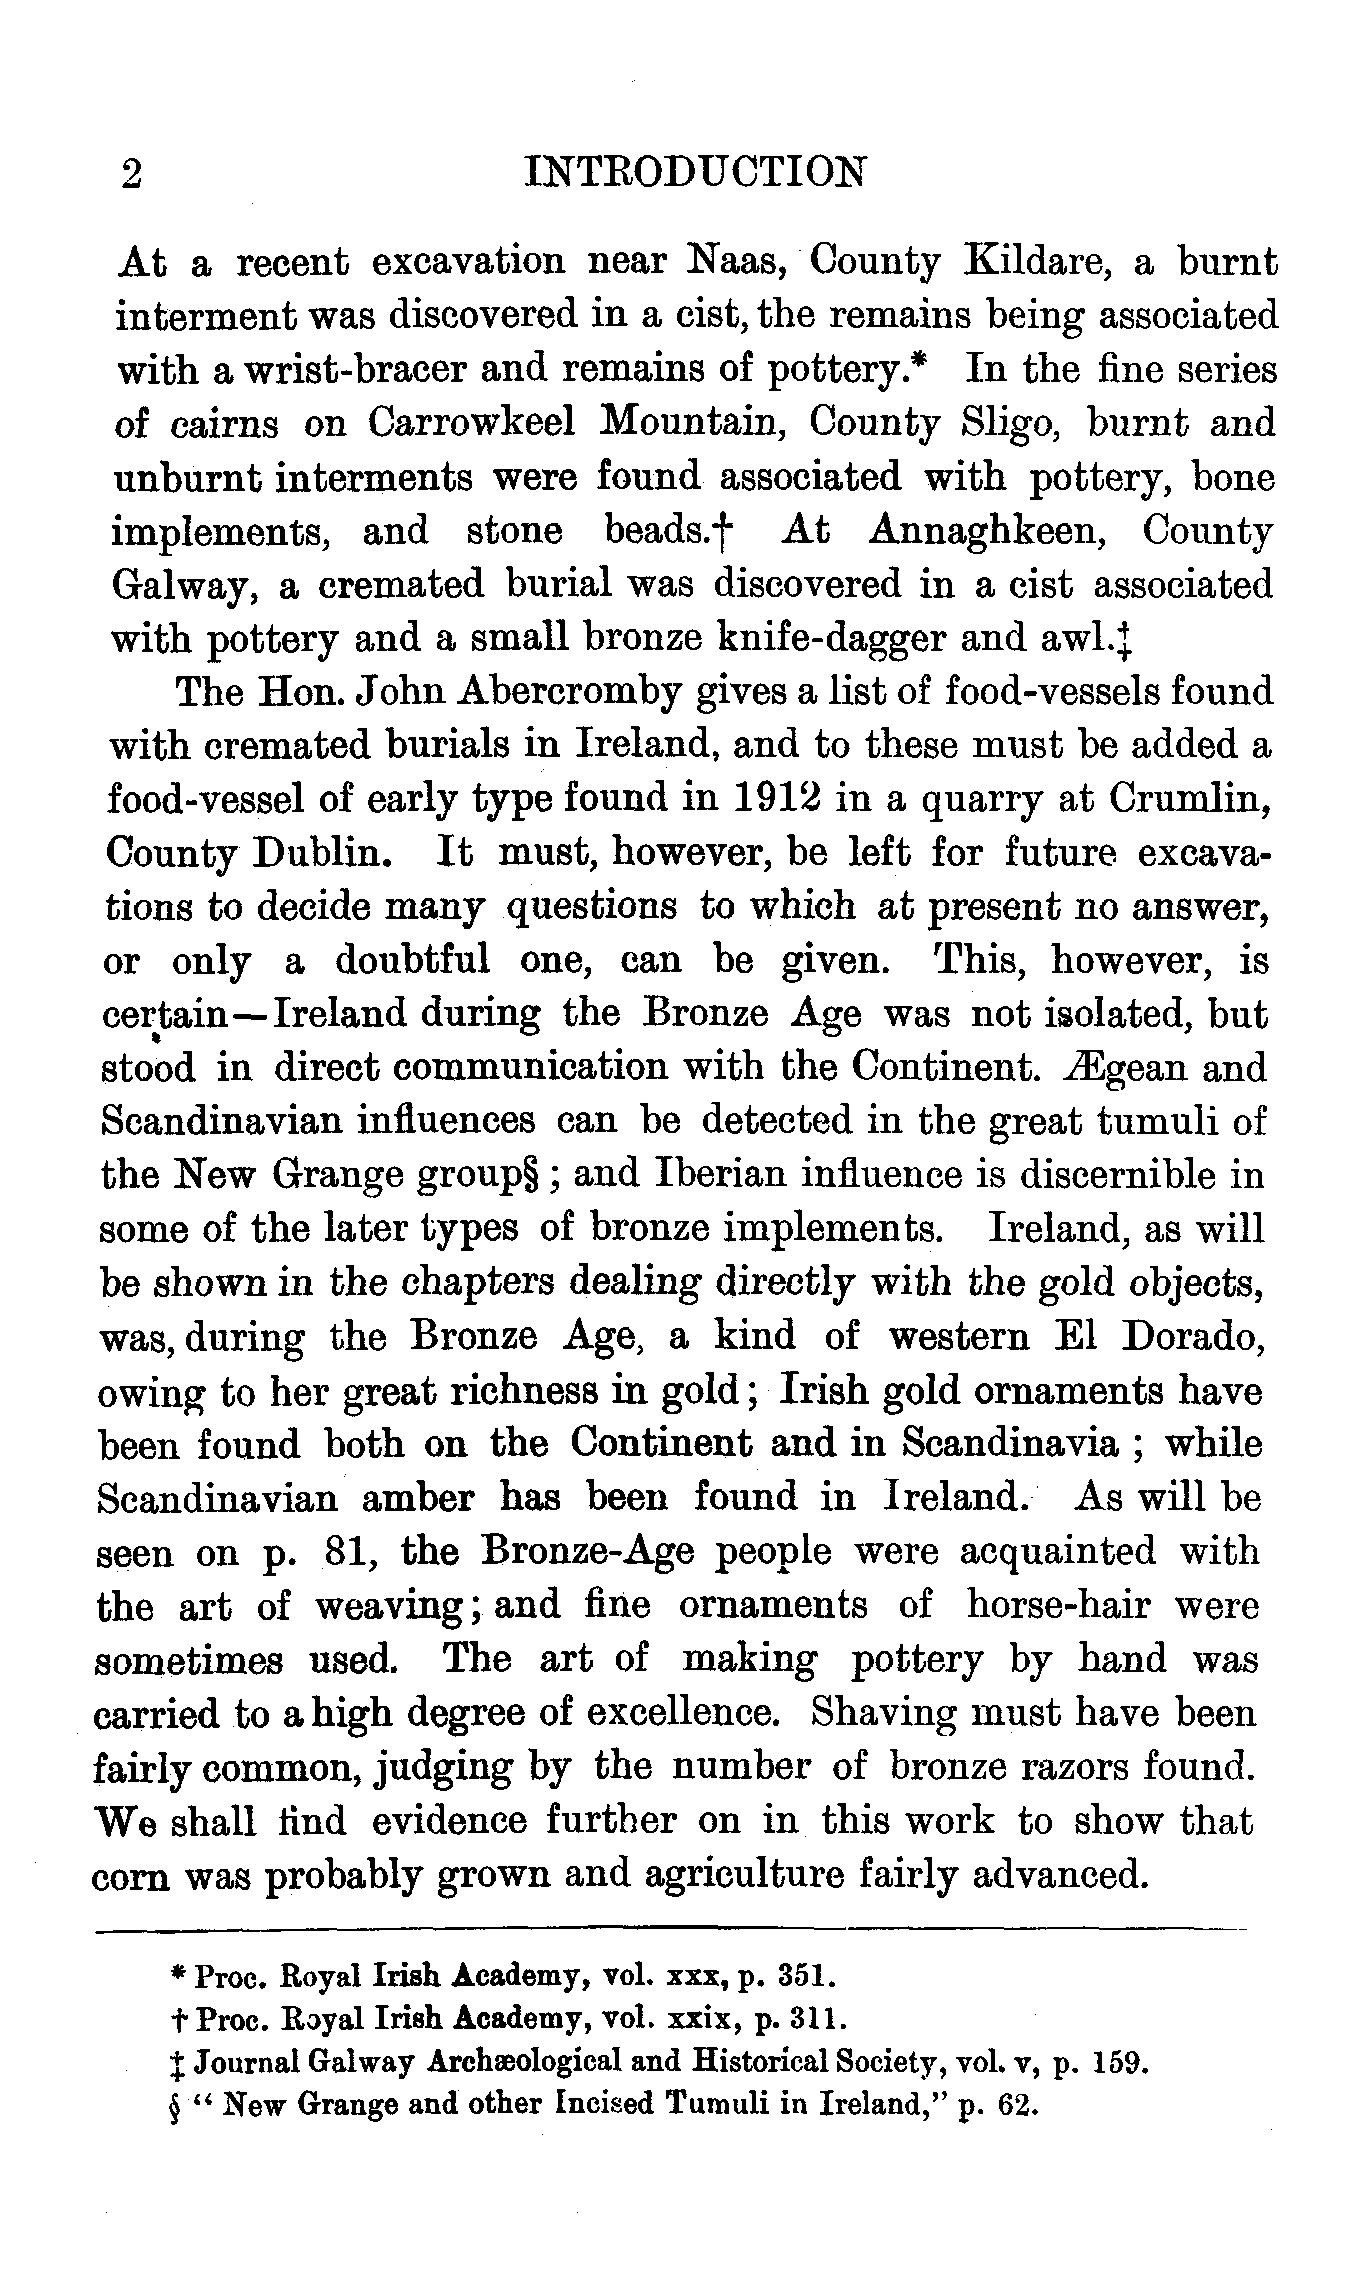 2 INTRODUCTION
At a recent excavation near Naas, County Kildare, a burnt
interment was discovered in a cist, the remains being associated
with a wrist-bracer and remains of pottery.* In the fine series
of cairns on Carrowkeel Mountain, County Sligo, burnt and
unburnt interments were found associated with pottery, bone
implements, and stone beads.† At Annaghkeen, County
Galway, a cremated burial was discovered in a cist associated
with pottery and a small bronze knife-dagger and awl.‡
The Hon. John Abercromby gives a list of food-vessels found
with cremated burials in Ireland, and to these must be added a
food-vessel of early type found in 1912 in a quarry at Crumlin,
County Dublin. It must, however, be left for future excava-
tions to decide many questions to which at present no answer,
or only a doubtful one, can be given. This, however, is
certain—Ireland during the Bronze Age was not isolated, but
stood in direct communication with the Continent. Ægean and
Scandinavian influences can be detected in the great tumuli of
the New Grange group§ ; and Iberian influence is discernible in
some of the later types of bronze implements. Ireland, as will
be shown in the chapters dealing directly with the gold objects,
was, during the Bronze Age, a kind of western El Dorado,
owing to her great richness in gold ; Irish gold ornaments have
been found both on the Continent and in Scandinavia ; while
Scandinavian amber has been found in Ireland. As will be
seen on p. 81, the Bronze-Age people were acquainted with
the art of weaving ; and fine ornaments of horse-hair were
sometimes used. The art of making pottery by hand was
carried to a high degree of excellence. Shaving must have been
fairly common, judging by the number of bronze razors found.
We shall find evidence further on in this work to show that
corn was probably grown and agriculture fairly advanced.
* Proc. Royal Irish Academy, vol. xxx, p. 351.
† Proc. Royal Irish Academy, vol. xxix, p. 311.
‡ Journal Galway Archæological and Historical Society, vol. v, p. 159.
§ “ New Grange and other Incised Tumuli in Ireland,” p. 62.